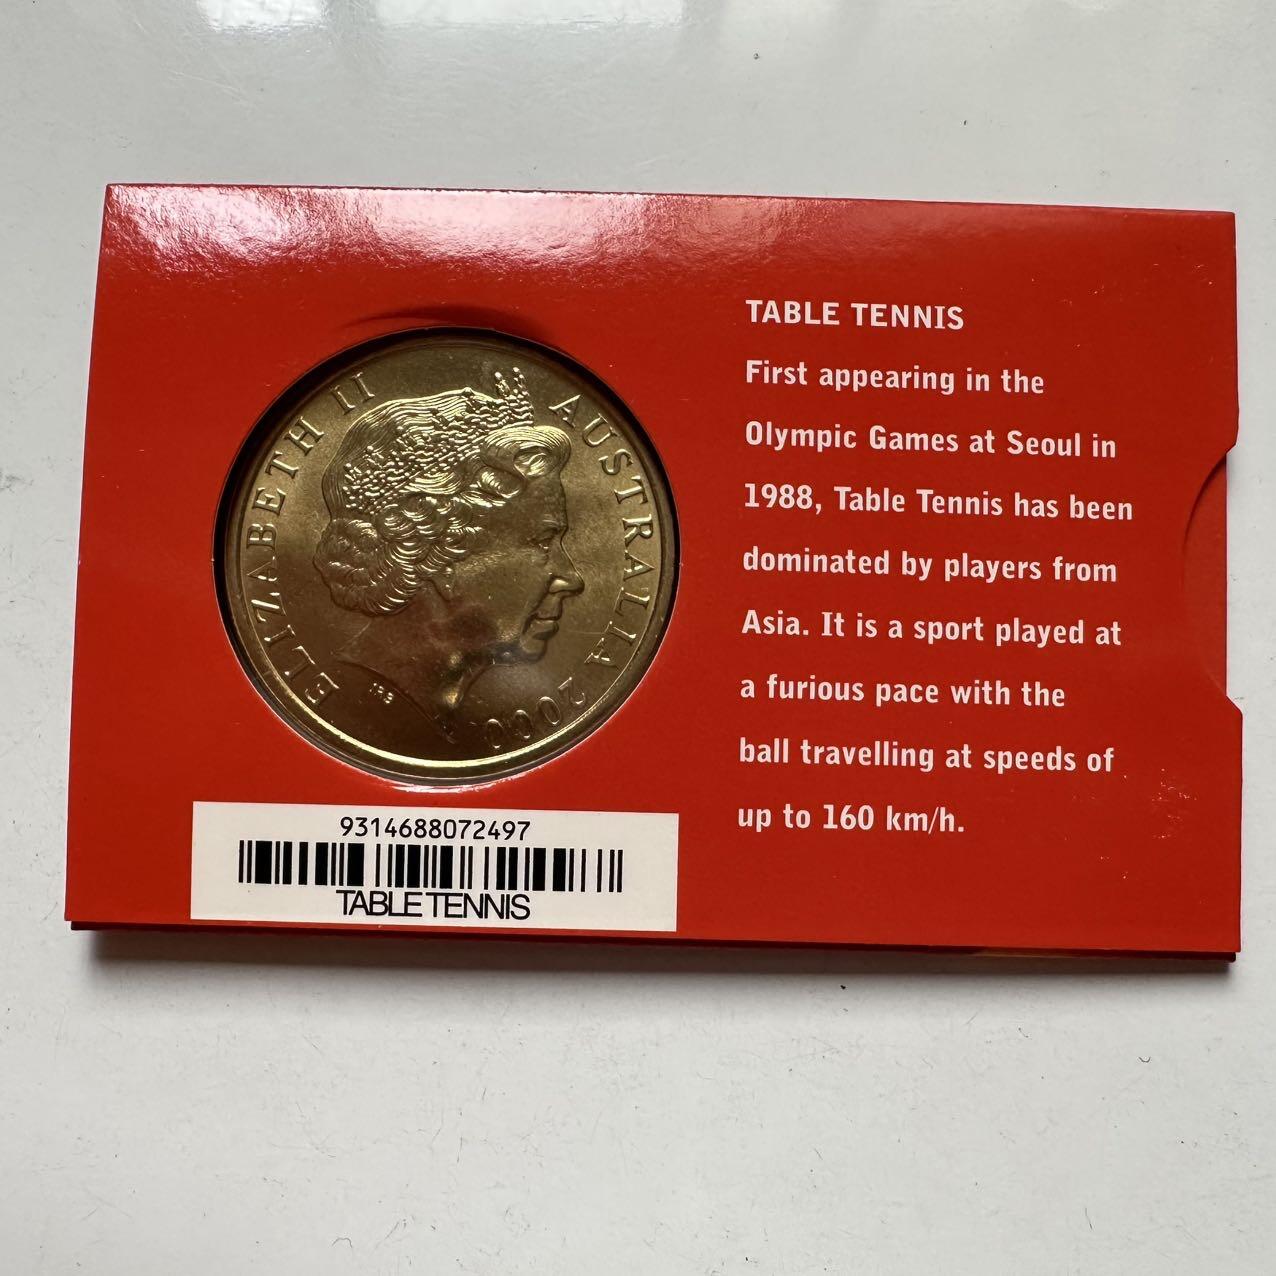 ELIZABETH II AUSTRALIA 2000
IRB
9314688072497
TABLE TENNIS
TABLE TENNIS
First appearing in the
Olympic Games at Seoul in
1988, Table Tennis has been
dominated by players from
Asia. It is a sport played at
a furious pace with the
ball travelling at speeds of
up to 160 km/h.